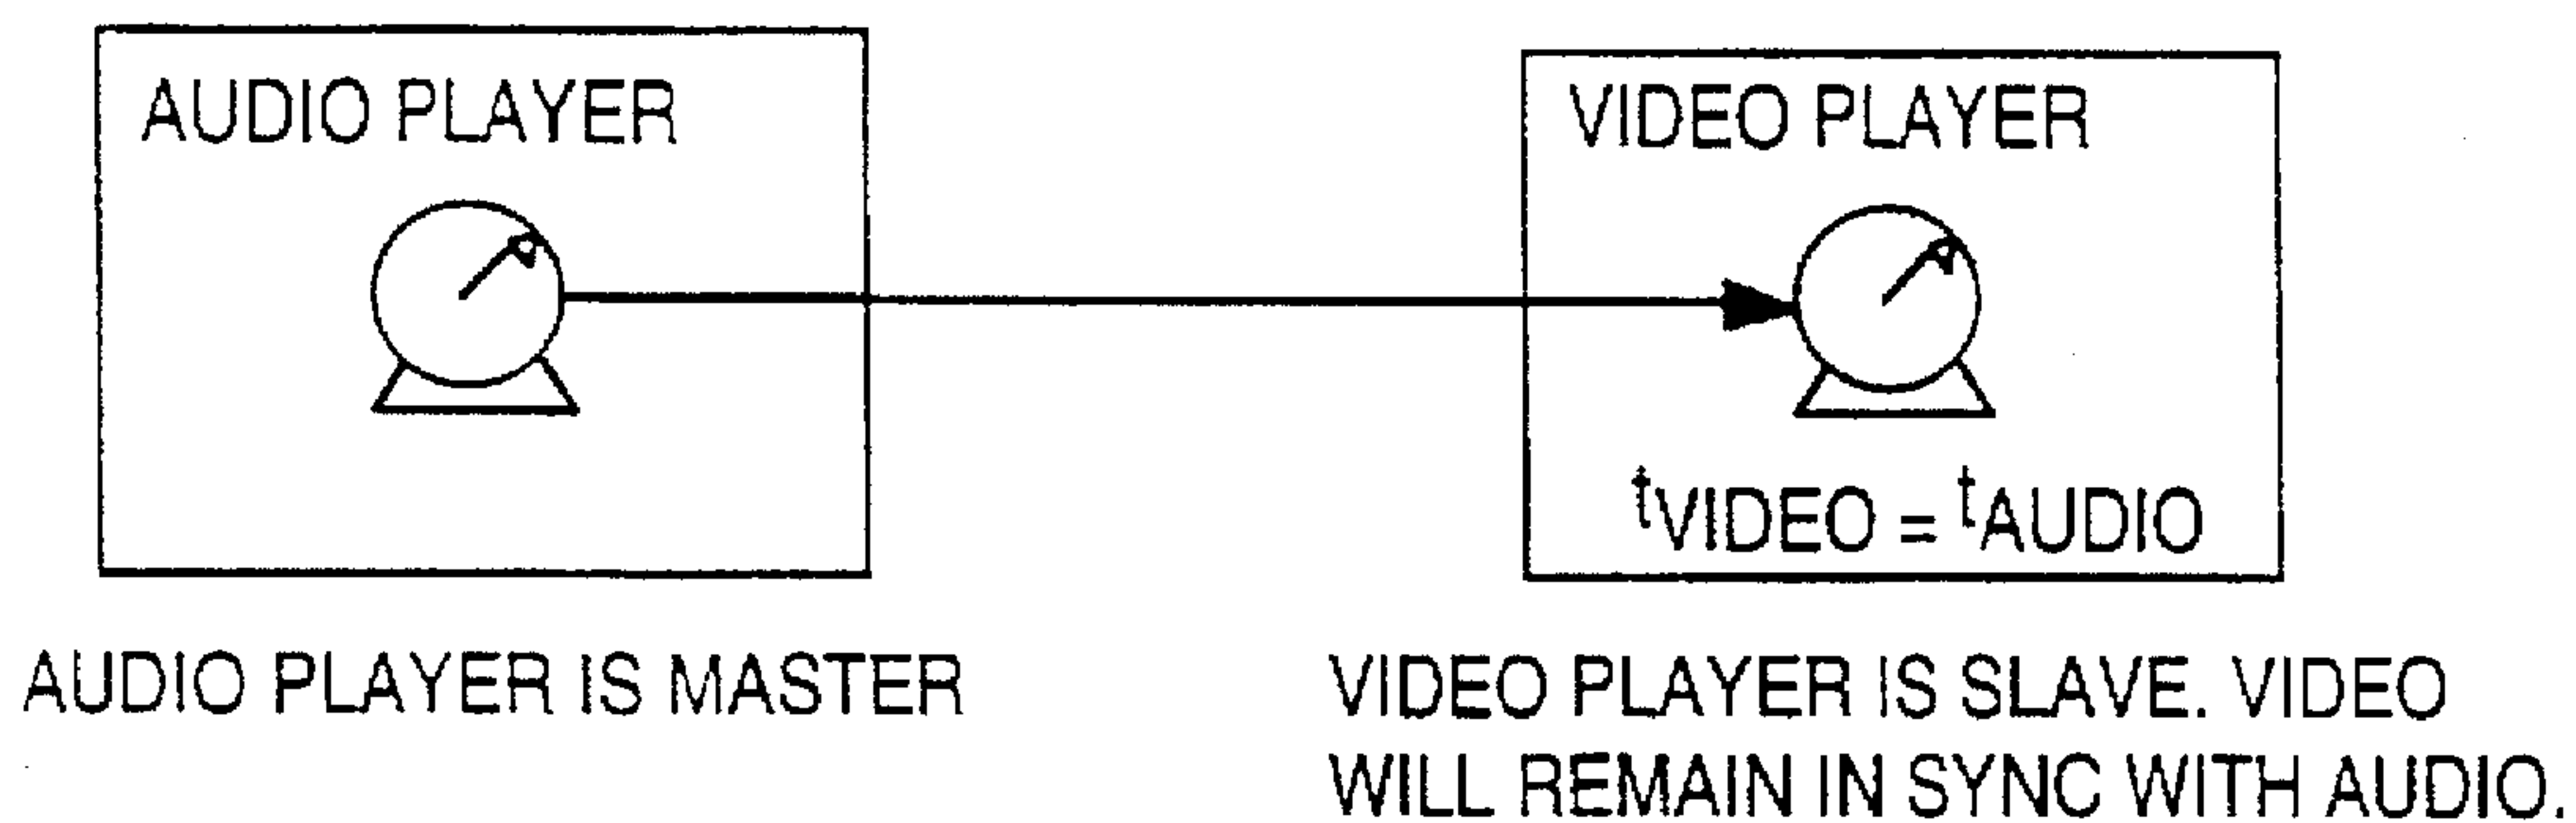 AUDIO PLAYER
VIDEO PLAYER
tVIDEO = tAUDIO
AUDIO PLAYER IS MASTER
VIDEO PLAYER IS SLAVE. VIDEO
WILL REMAIN IN SYNC WITH AUDIO.